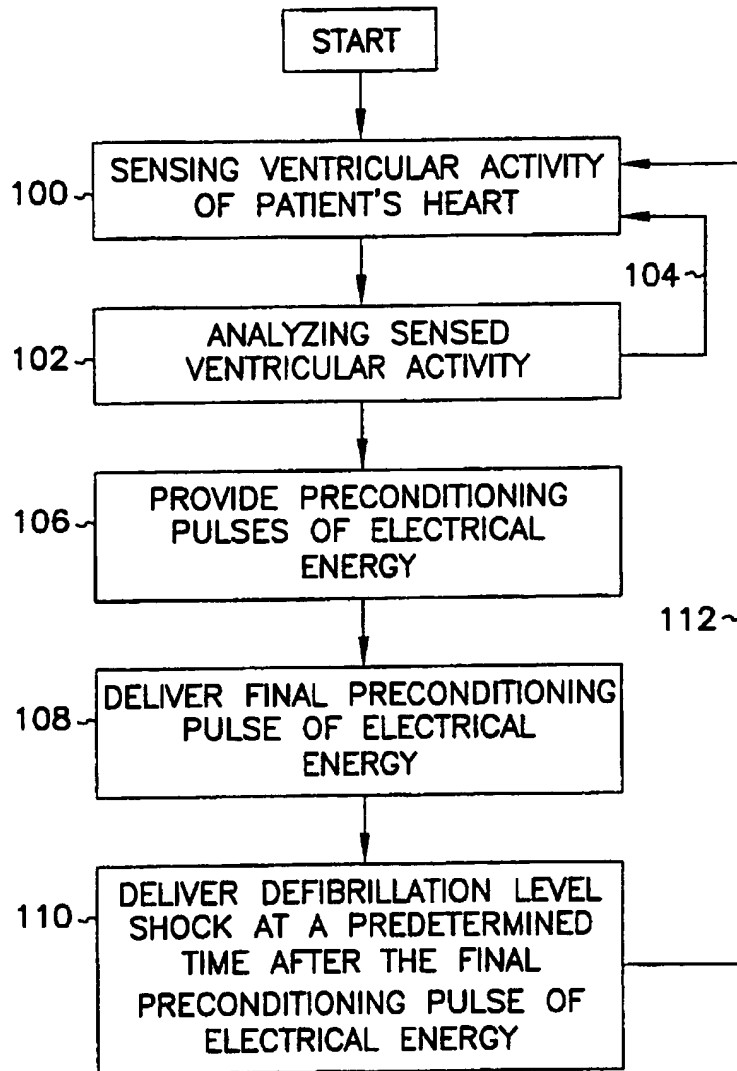 START
100
SENSING VENTRICULAR ACTIVITY
OF PATIENT'S HEART
104
102
ANALYZING SENSED
VENTRICULAR ACTIVITY
106
PROVIDE PRECONDITIONING
PULSES OF ELECTRICAL
ENERGY
112
108
DELIVER FINAL PRECONDITIONING
PULSE OF ELECTRICAL
ENERGY
110
DELIVER DEFIBRILLATION LEVEL
SHOCK AT A PREDETERMINED
TIME AFTER THE FINAL
PRECONDITIONING PULSE OF
ELECTRICAL ENERGY